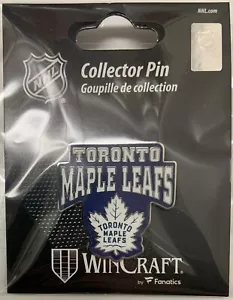 NHL.com
NHL
Collector Pin
Goupille de collection
TORONTO
MAPLE LEAFS
TORONTO
MAPLE
LEAFS
WINCRAFT
by Fanatics